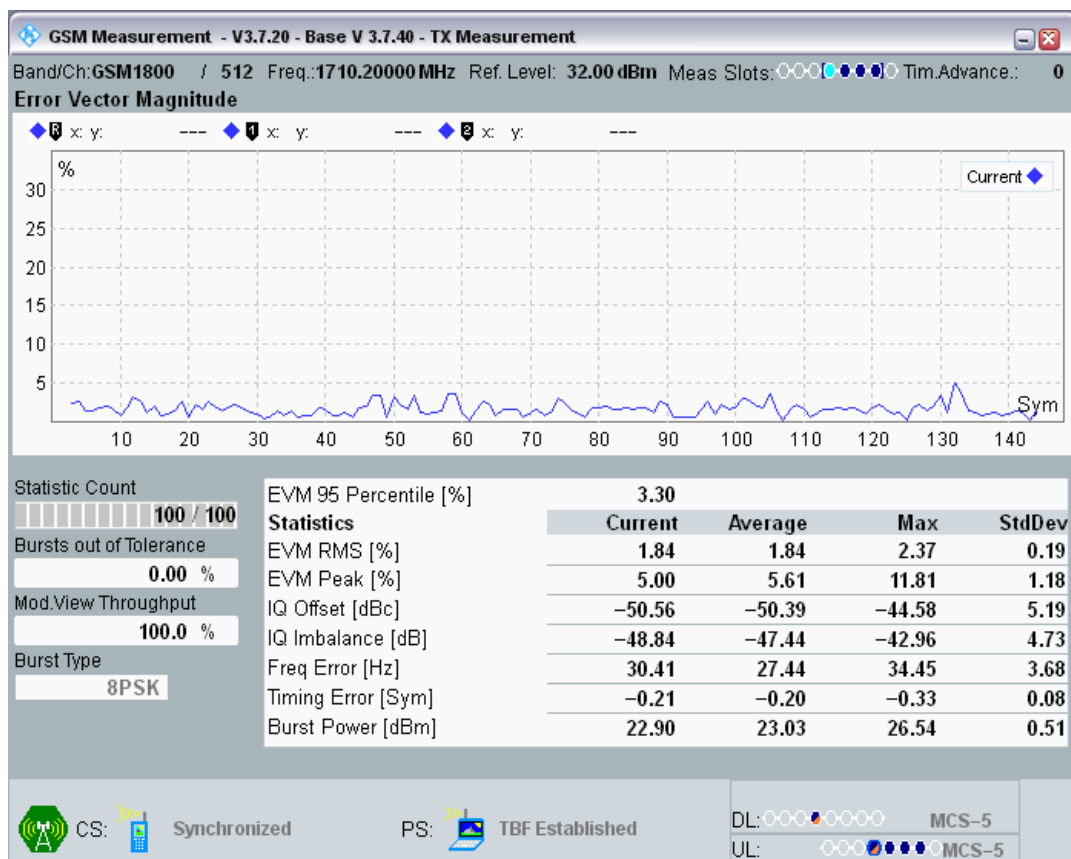 GSM Measurement - V3.7.20 - Base V 3.7.40 - TX Measurement
Band/Ch:GSM1800 / 512 Freq.:1710.20000 MHz Ref. Level: 32.00 dBm Meas Slots: Tim.Advance.: 0
Error Vector Magnitude
R x: y: --- 1 x: y: --- 2 x: y: ---
%
Current
30
25
20
15
10
5
Sym
10 20 30 40 50 60 70 80 90 100 110 120 130 140
Statistic Count
100 / 100
Bursts out of Tolerance
0.00 %
Mod.View Throughput
100.0 %
Burst Type
8PSK
EVM 95 Percentile [%] 3.30
Statistics Current Average Max StdDev
EVM RMS [%] 1.84 1.84 2.37 0.19
EVM Peak [%] 5.00 5.61 11.81 1.18
IQ Offset [dBc] −50.56 −50.39 −44.58 5.19
IQ Imbalance [dB] −48.84 −47.44 −42.96 4.73
Freq Error [Hz] 30.41 27.44 34.45 3.68
Timing Error [Sym] −0.21 −0.20 −0.33 0.08
Burst Power [dBm] 22.90 23.03 26.54 0.51
CS: Synchronized PS: TBF Established
DL: MCS−5
UL: MCS−5